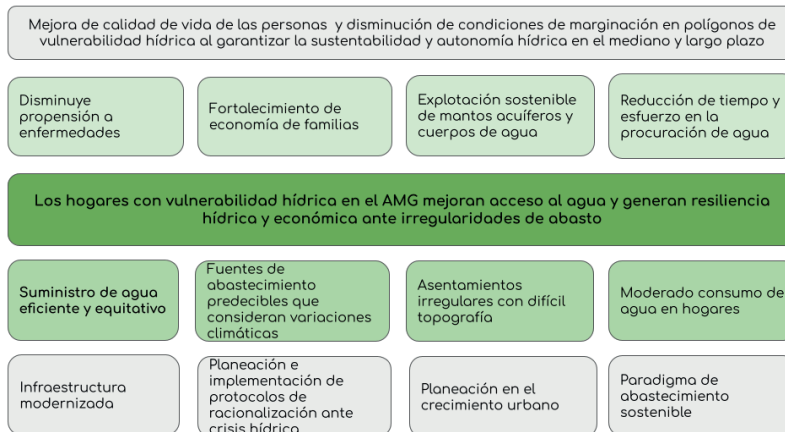 Mejora de calidad de vida de las personas y disminución de condiciones de marginación en polígonos de
vulnerabilidad hídrica al garantizar la sustentabilidad y autonomía hídrica en el mediano y largo plazo
Disminuye
propensión a
enfermedades
Fortalecimiento de
economía de familias
Explotación sostenible
de mantos acuíferos y
cuerpos de agua
Reducción de tiempo y
esfuerzo en la
procuración de agua
Los hogares con vulnerabilidad hídrica en el AMG mejoran acceso al agua y generan resiliencia
hídrica y económica ante irregularidades de abasto
Suministro de agua
eficiente y equitativo
Fuentes de
abastecimiento
predecibles que
consideran variaciones
climáticas
Asentamientos
irregulares con difícil
topografía
Moderado consumo de
agua en hogares
Infraestructura
modernizada
Planeación e
implementación de
protocolos de
racionalización ante
crisis hídrica
Planeación en el
crecimiento urbano
Paradigma de
abastecimiento
sostenible